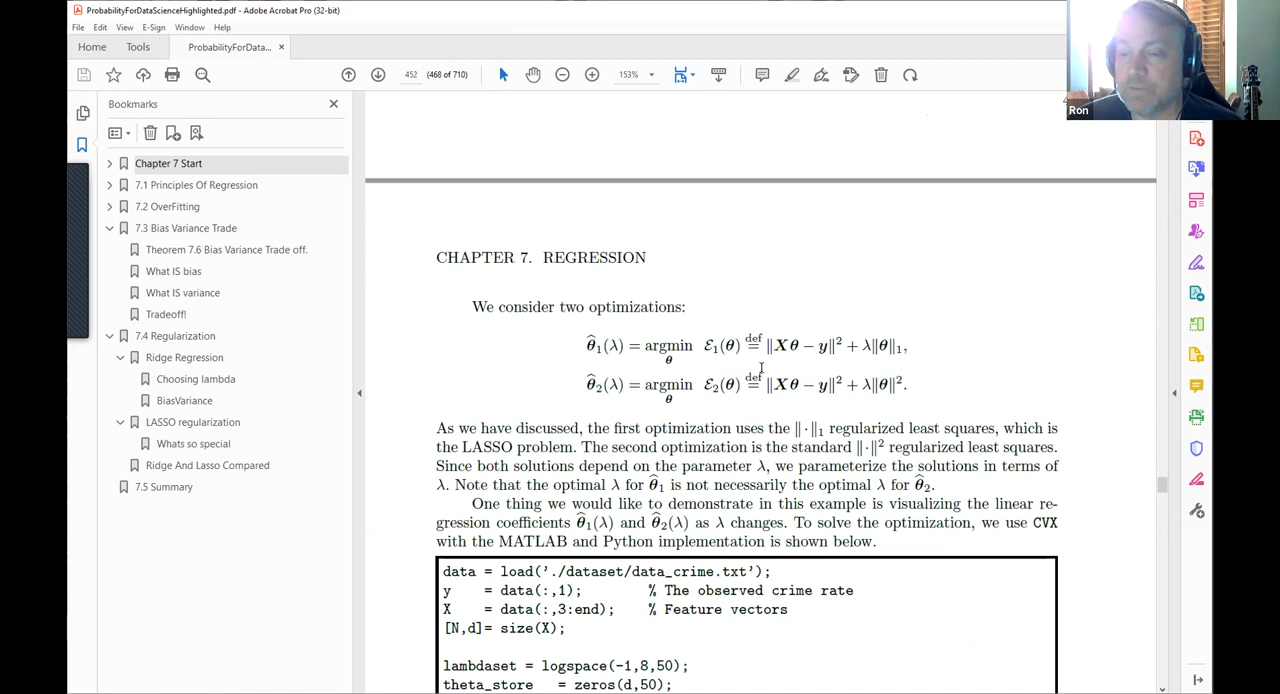 ProbabilityForDataScienceHighlighted.pdf - Adobe Acrobat Pro (32-bit)
File Edit View E-Sign Window Help
Home Tools ProbabilityForData... ×
452 (468 of 710) 153%
Ron
Bookmarks
Chapter 7 Start
7.1 Principles Of Regression
7.2 OverFitting
7.3 Bias Variance Trade
Theorem 7.6 Bias Variance Trade off.
What IS bias
What IS variance
Tradeoff!
7.4 Regularization
Ridge Regression
Choosing lambda
BiasVariance
LASSO regularization
Whats so special
Ridge And Lasso Compared
7.5 Summary
CHAPTER 7. REGRESSION
We consider two optimizations:
θ̂₁(λ) = argmin_θ ℰ₁(θ) ≝ ‖Xθ − y‖² + λ‖θ‖₁,
θ̂₂(λ) = argmin_θ ℰ₂(θ) ≝ ‖Xθ − y‖² + λ‖θ‖².
As we have discussed, the first optimization uses the ‖·‖₁ regularized least squares, which is
the LASSO problem. The second optimization is the standard ‖·‖² regularized least squares.
Since both solutions depend on the parameter λ, we parameterize the solutions in terms of
λ. Note that the optimal λ for θ̂₁ is not necessarily the optimal λ for θ̂₂.
One thing we would like to demonstrate in this example is visualizing the linear re-
gression coefficients θ̂₁(λ) and θ̂₂(λ) as λ changes. To solve the optimization, we use CVX
with the MATLAB and Python implementation is shown below.
data = load('./dataset/data_crime.txt');
y = data(:,1); % The observed crime rate
X = data(:,3:end); % Feature vectors
[N,d]= size(X);
lambdaset = logspace(-1,8,50);
theta_store = zeros(d,50);